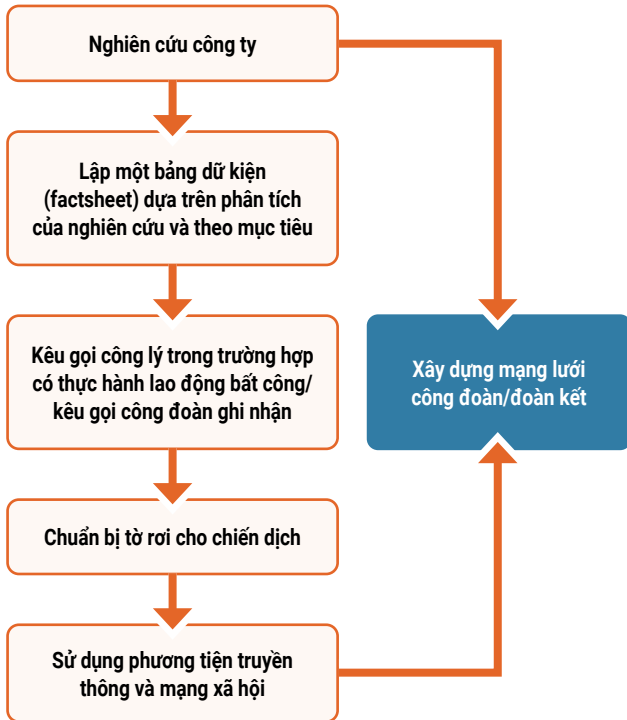 Nghiên cứu công ty
Lập một bảng dữ kiện
(factsheet) dựa trên phân tích
của nghiên cứu và theo mục tiêu
Kêu gọi công lý trong trường hợp
có thực hành lao động bất công/
kêu gọi công đoàn ghi nhận
Xây dựng mạng lưới
công đoàn/đoàn kết
Chuẩn bị tờ rơi cho chiến dịch
Sử dụng phương tiện truyền
thông và mạng xã hội